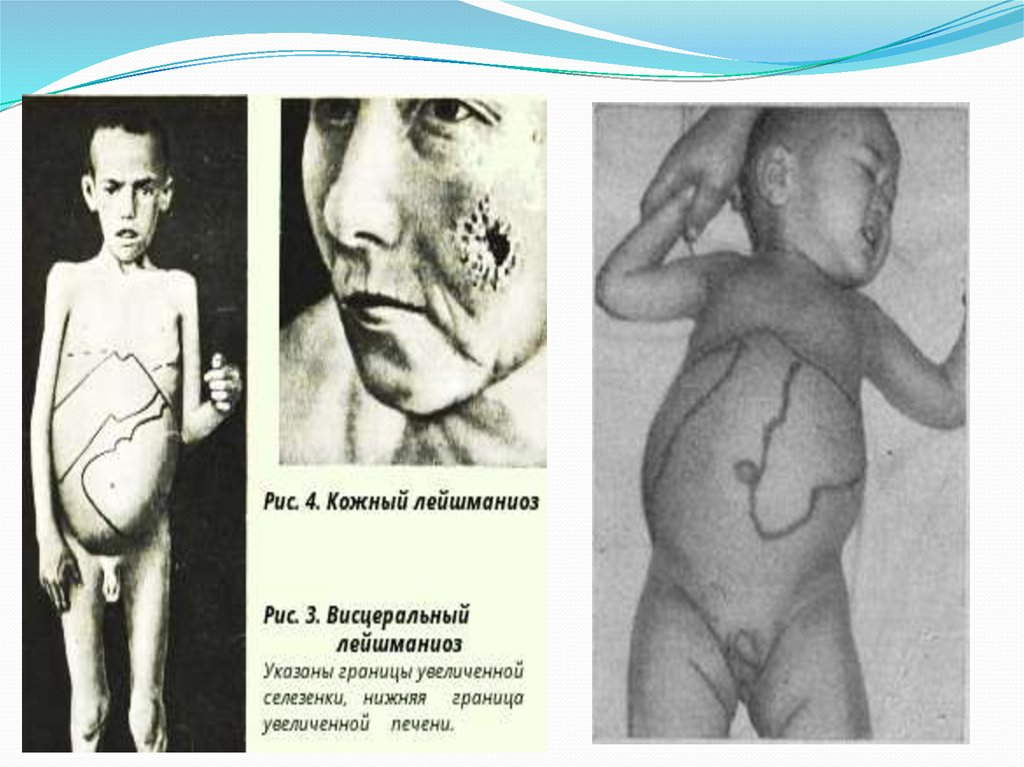 Рис. 4. Кожный лейшманиоз
Рис. 3. Висцеральный
лейшманиоз
Указаны границы увеличенной
селезенки, нижняя граница
увеличенной печени.